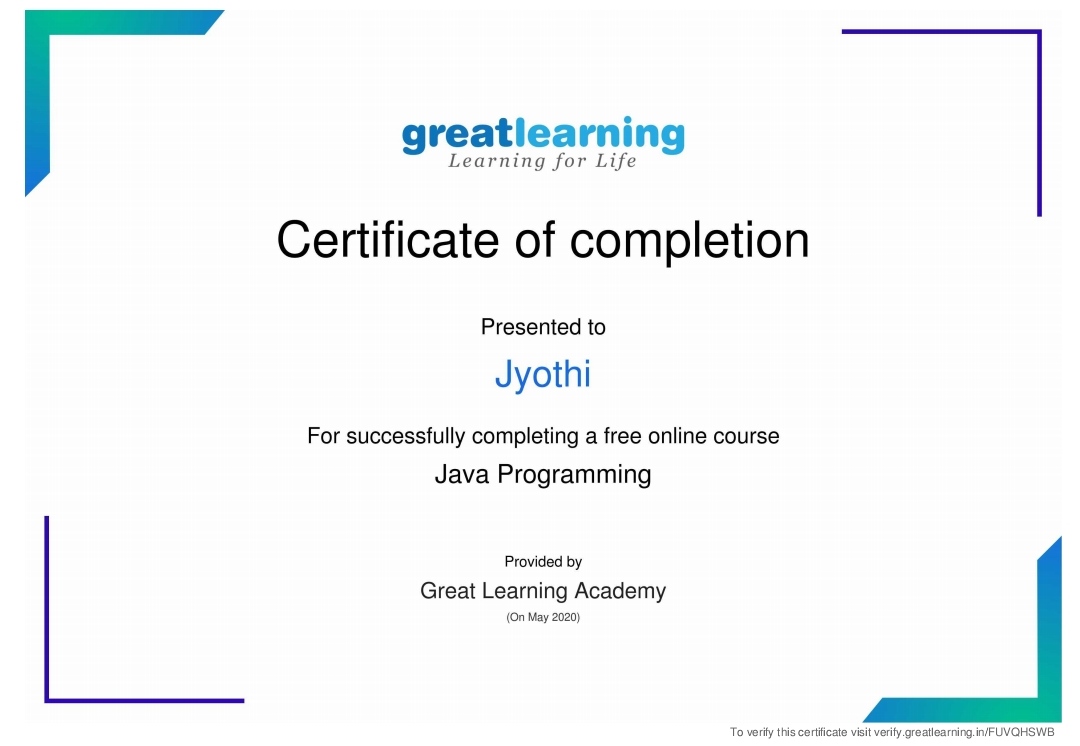 greatlearning
Learning for Life
Certificate of completion
Presented to
Jyothi
For successfully completing a free online course
Java Programming
Provided by
Great Learning Academy
(On May 2020)
To verify this certificate visit verify.greatlearning.in/FUVQHSWB